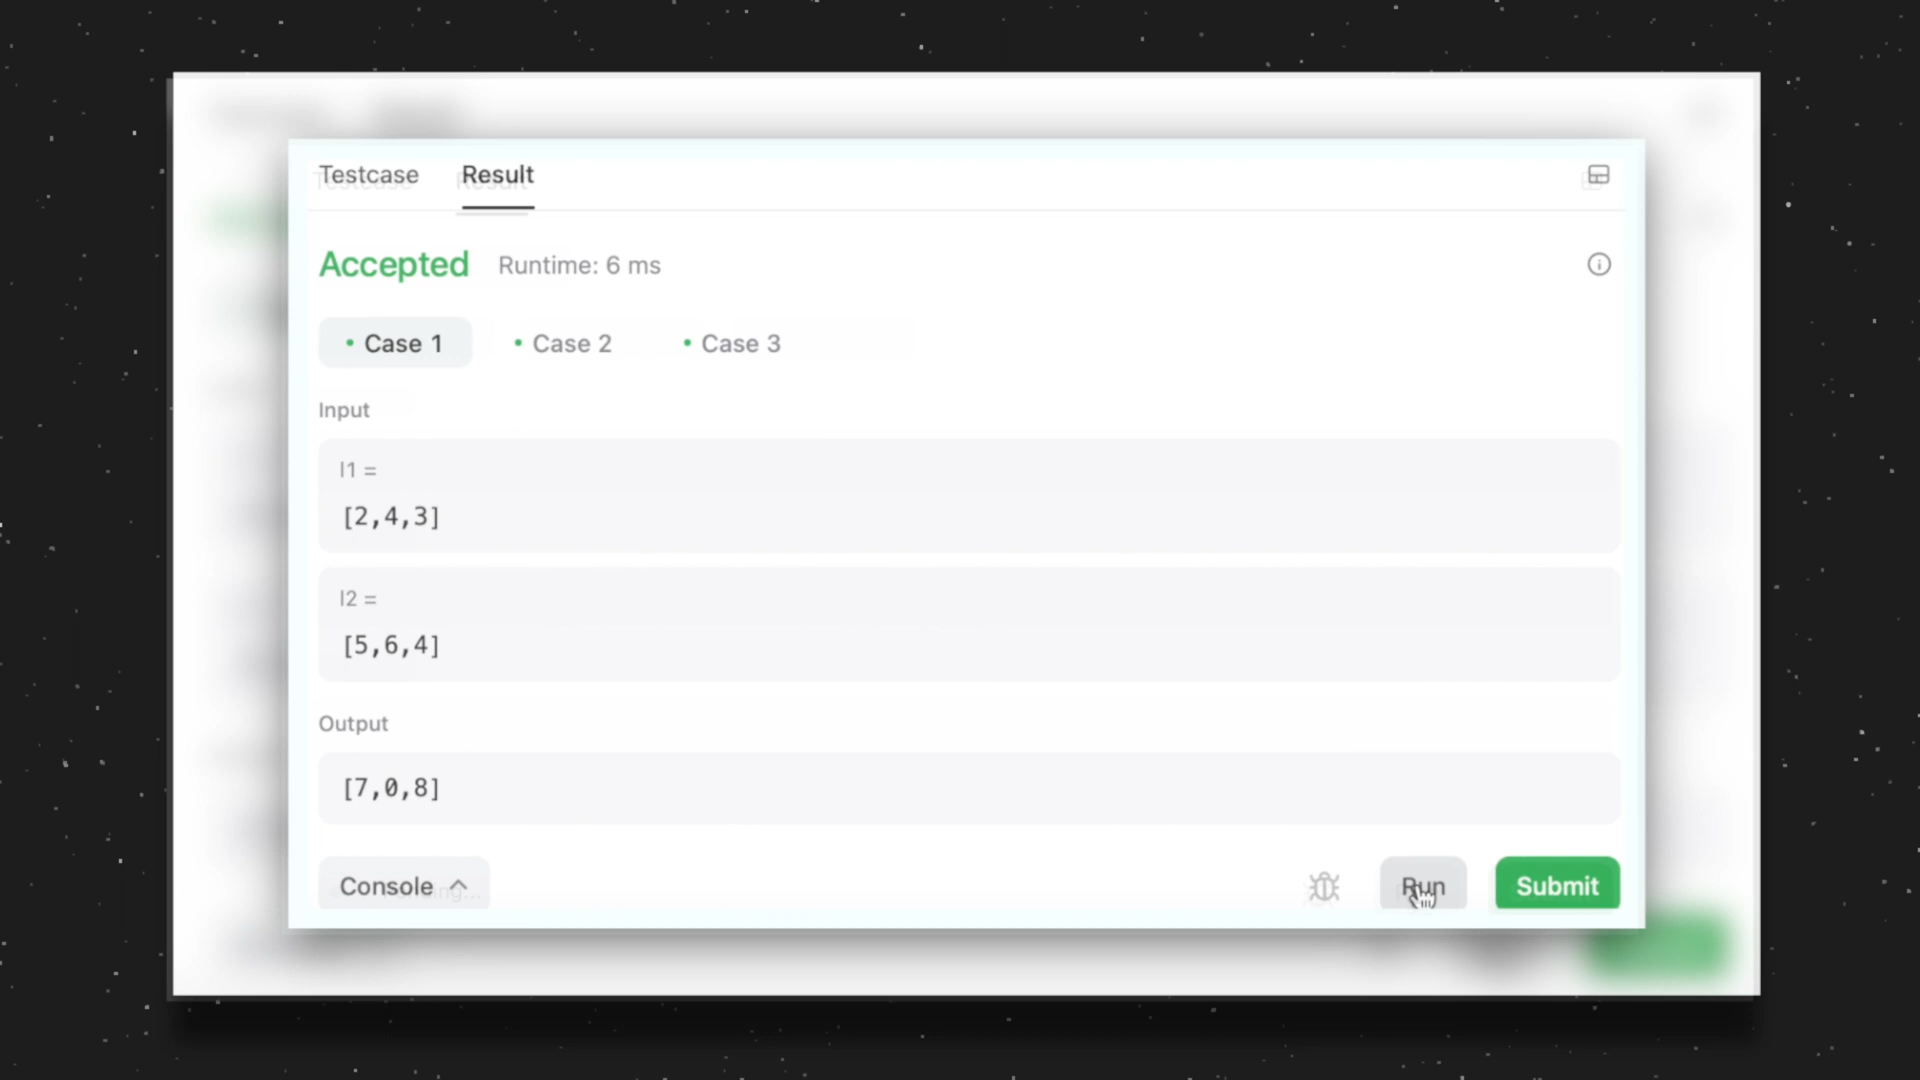 Testcase Result
Accepted Runtime: 6 ms
Case 1 Case 2 Case 3
Input
l1 =
[2,4,3]
l2 =
[5,6,4]
Output
[7,0,8]
Console Run Submit